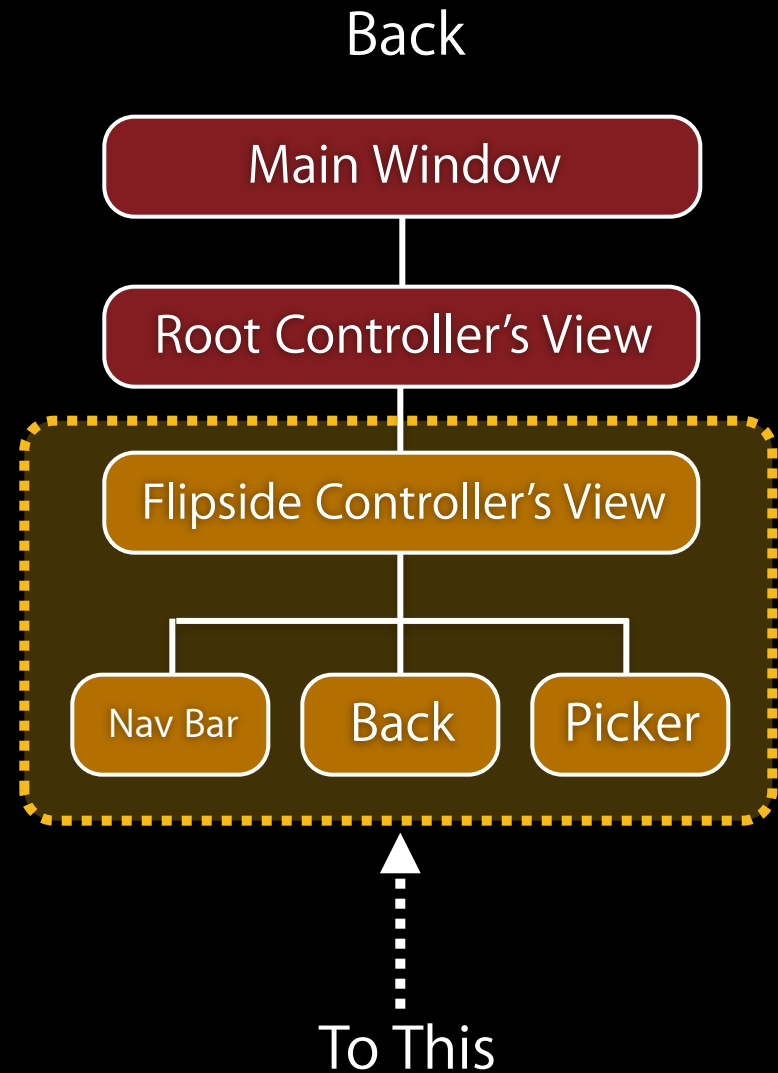 Back
Main Window
Root Controller’s View
Flipside Controller’s View
Nav Bar
Back
Picker
To This